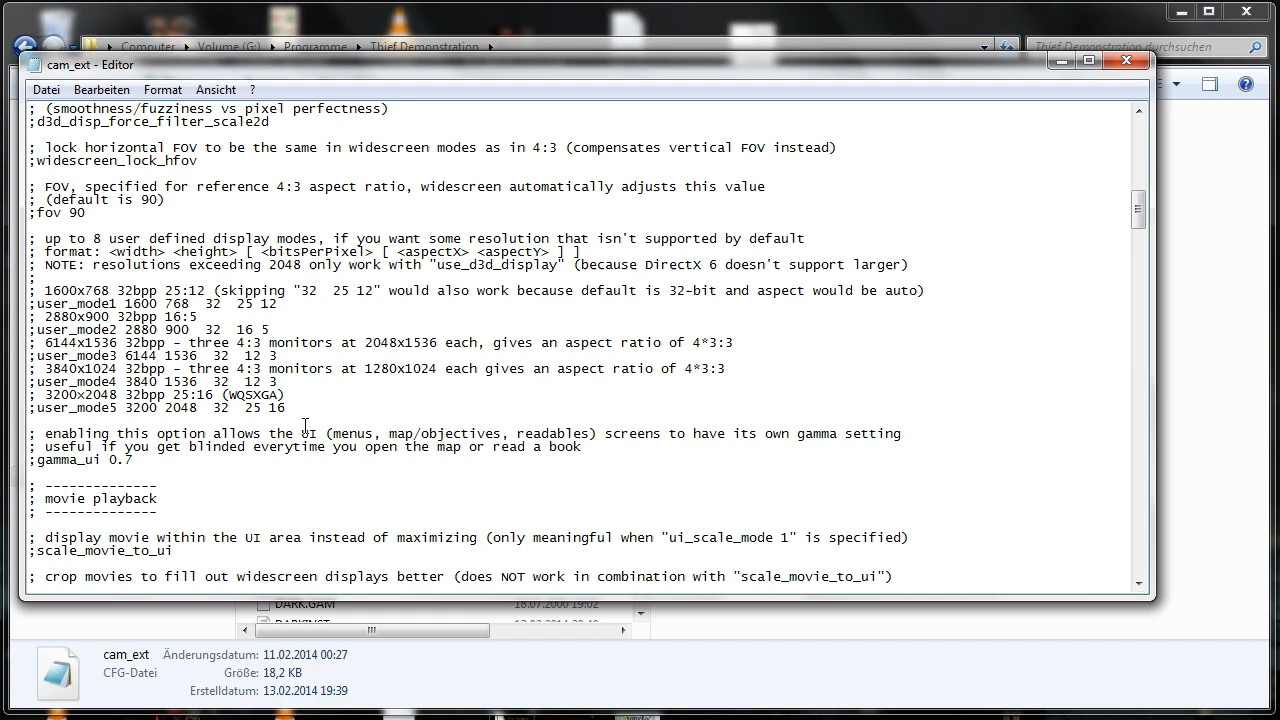 Computer Volume (G:) Programme Thief Demonstration
Thief Demonstration durchsuchen
cam_ext - Editor
Datei Bearbeiten Format Ansicht ?
; (smoothness/fuzziness vs pixel perfectness)
;d3d_disp_force_filter_scale2d
; lock horizontal FOV to be the same in widescreen modes as in 4:3 (compensates vertical FOV instead)
;widescreen_lock_hfov
; FOV, specified for reference 4:3 aspect ratio, widescreen automatically adjusts this value
; (default is 90)
;fov 90
; up to 8 user defined display modes, if you want some resolution that isn't supported by default
; format: <width> <height> [ <bitsPerPixel> [ <aspectX> <aspectY> ] ]
; NOTE: resolutions exceeding 2048 only work with "use_d3d_display" (because DirectX 6 doesn't support larger)
;
; 1600x768 32bpp 25:12 (skipping "32  25 12" would also work because default is 32-bit and aspect would be auto)
;user_mode1 1600 768  32  25 12
; 2880x900 32bpp 16:5
;user_mode2 2880 900  32  16 5
; 6144x1536 32bpp - three 4:3 monitors at 2048x1536 each, gives an aspect ratio of 4*3:3
;user_mode3 6144 1536  32  12 3
; 3840x1024 32bpp - three 4:3 monitors at 1280x1024 each gives an aspect ratio of 4*3:3
;user_mode4 3840 1536  32  12 3
; 3200x2048 32bpp 25:16 (WQSXGA)
;user_mode5 3200 2048  32  25 16
; enabling this option allows the UI (menus, map/objectives, readables) screens to have its own gamma setting
; useful if you get blinded everytime you open the map or read a book
;gamma_ui 0.7
; --------------
; movie playback
; --------------
; display movie within the UI area instead of maximizing (only meaningful when "ui_scale_mode 1" is specified)
;scale_movie_to_ui
; crop movies to fill out widescreen displays better (does NOT work in combination with "scale_movie_to_ui")
DARK.GAM 18.07.2000 19:02
cam_ext Änderungsdatum: 11.02.2014 00:27
CFG-Datei Größe: 18,2 KB
Erstelldatum: 13.02.2014 19:39